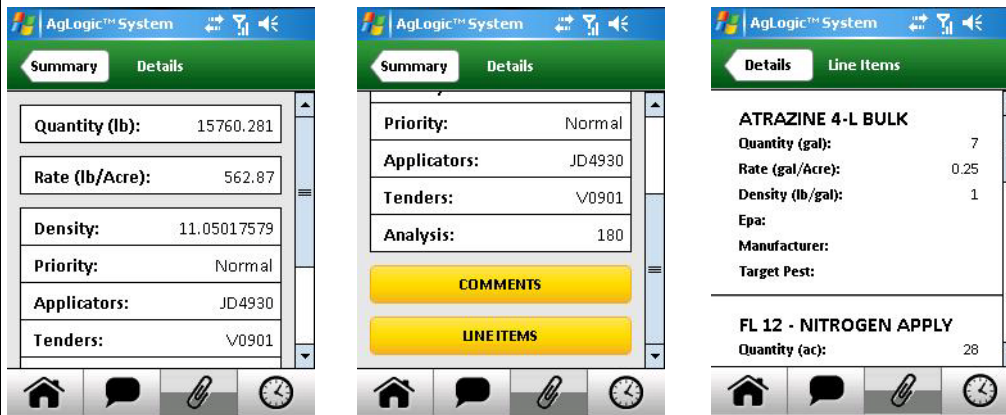 AgLogic™ System
Summary Details
Quantity (lb): 15760.281
Rate (lb/Acre): 562.87
Density: 11.05017579
Priority: Normal
Applicators: JD4930
Tenders: V0901
AgLogic™ System
Summary Details
Priority: Normal
Applicators: JD4930
Tenders: V0901
Analysis: 180
COMMENTS
LINE ITEMS
AgLogic™ System
Details Line Items
ATRAZINE 4-L BULK
Quantity (gal): 7
Rate (gal/Acre): 0.25
Density (lb/gal): 1
Epa:
Manufacturer:
Target Pest:
FL 12 - NITROGEN APPLY
Quantity (ac): 28